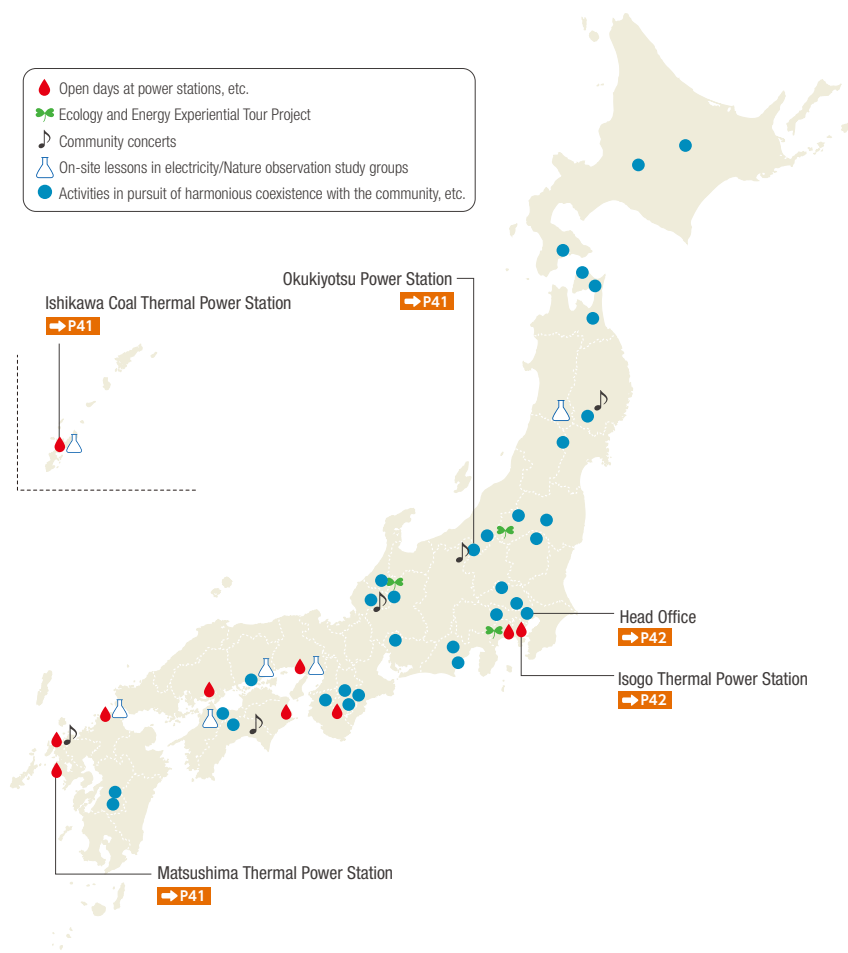 Open days at power stations, etc.
Ecology and Energy Experiential Tour Project
Community concerts
On-site lessons in electricity/Nature observation study groups
Activities in pursuit of harmonious coexistence with the community, etc.
Okukiyotsu Power Station
P41
Ishikawa Coal Thermal Power Station
P41
Head Office
P42
Isogo Thermal Power Station
P42
Matsushima Thermal Power Station
P41